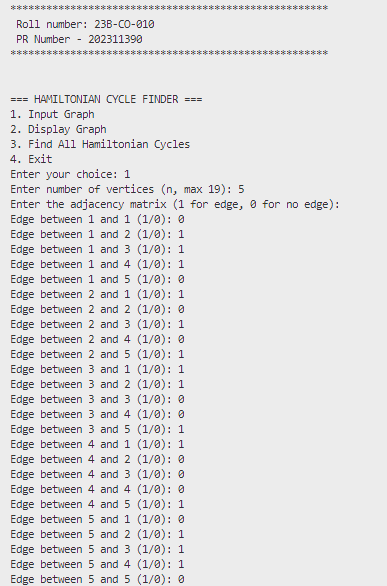 *****************************************************
Roll number: 23B-CO-010
PR Number - 202311390
*****************************************************
=== HAMILTONIAN CYCLE FINDER ===
1. Input Graph
2. Display Graph
3. Find All Hamiltonian Cycles
4. Exit
Enter your choice: 1
Enter number of vertices (n, max 19): 5
Enter the adjacency matrix (1 for edge, 0 for no edge):
Edge between 1 and 1 (1/0): 0
Edge between 1 and 2 (1/0): 1
Edge between 1 and 3 (1/0): 1
Edge between 1 and 4 (1/0): 1
Edge between 1 and 5 (1/0): 0
Edge between 2 and 1 (1/0): 1
Edge between 2 and 2 (1/0): 0
Edge between 2 and 3 (1/0): 1
Edge between 2 and 4 (1/0): 0
Edge between 2 and 5 (1/0): 1
Edge between 3 and 1 (1/0): 1
Edge between 3 and 2 (1/0): 1
Edge between 3 and 3 (1/0): 0
Edge between 3 and 4 (1/0): 0
Edge between 3 and 5 (1/0): 1
Edge between 4 and 1 (1/0): 1
Edge between 4 and 2 (1/0): 0
Edge between 4 and 3 (1/0): 0
Edge between 4 and 4 (1/0): 0
Edge between 4 and 5 (1/0): 1
Edge between 5 and 1 (1/0): 0
Edge between 5 and 2 (1/0): 1
Edge between 5 and 3 (1/0): 1
Edge between 5 and 4 (1/0): 1
Edge between 5 and 5 (1/0): 0